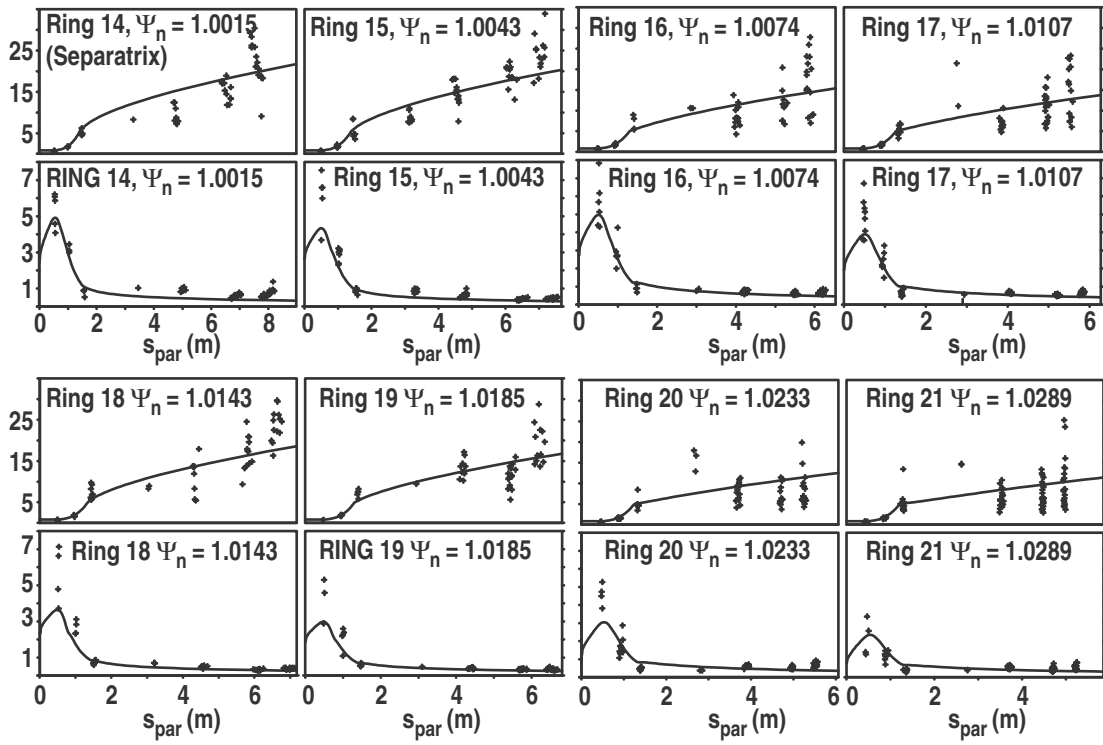 Ring 14, Ψn = 1.0015
(Separatrix)
Ring 15, Ψn = 1.0043
Ring 16, Ψn = 1.0074
Ring 17, Ψn = 1.0107
25
15
5
RING 14, Ψn = 1.0015
Ring 15, Ψn = 1.0043
Ring 16, Ψn = 1.0074
Ring 17, Ψn = 1.0107
7
5
3
1
0 2 4 6 8
0 2 4 6
0 2 4 6
0 2 4 6
spar (m)
spar (m)
spar (m)
spar (m)
Ring 18 Ψn = 1.0143
Ring 19 Ψn = 1.0185
Ring 20 Ψn = 1.0233
Ring 21 Ψn = 1.0289
25
15
5
Ring 18 Ψn = 1.0143
RING 19 Ψn = 1.0185
Ring 20 Ψn = 1.0233
Ring 21 Ψn = 1.0289
7
5
3
1
0 2 4 6
0 2 4 6
0 2 4 6
0 2 4
spar (m)
spar (m)
spar (m)
spar (m)